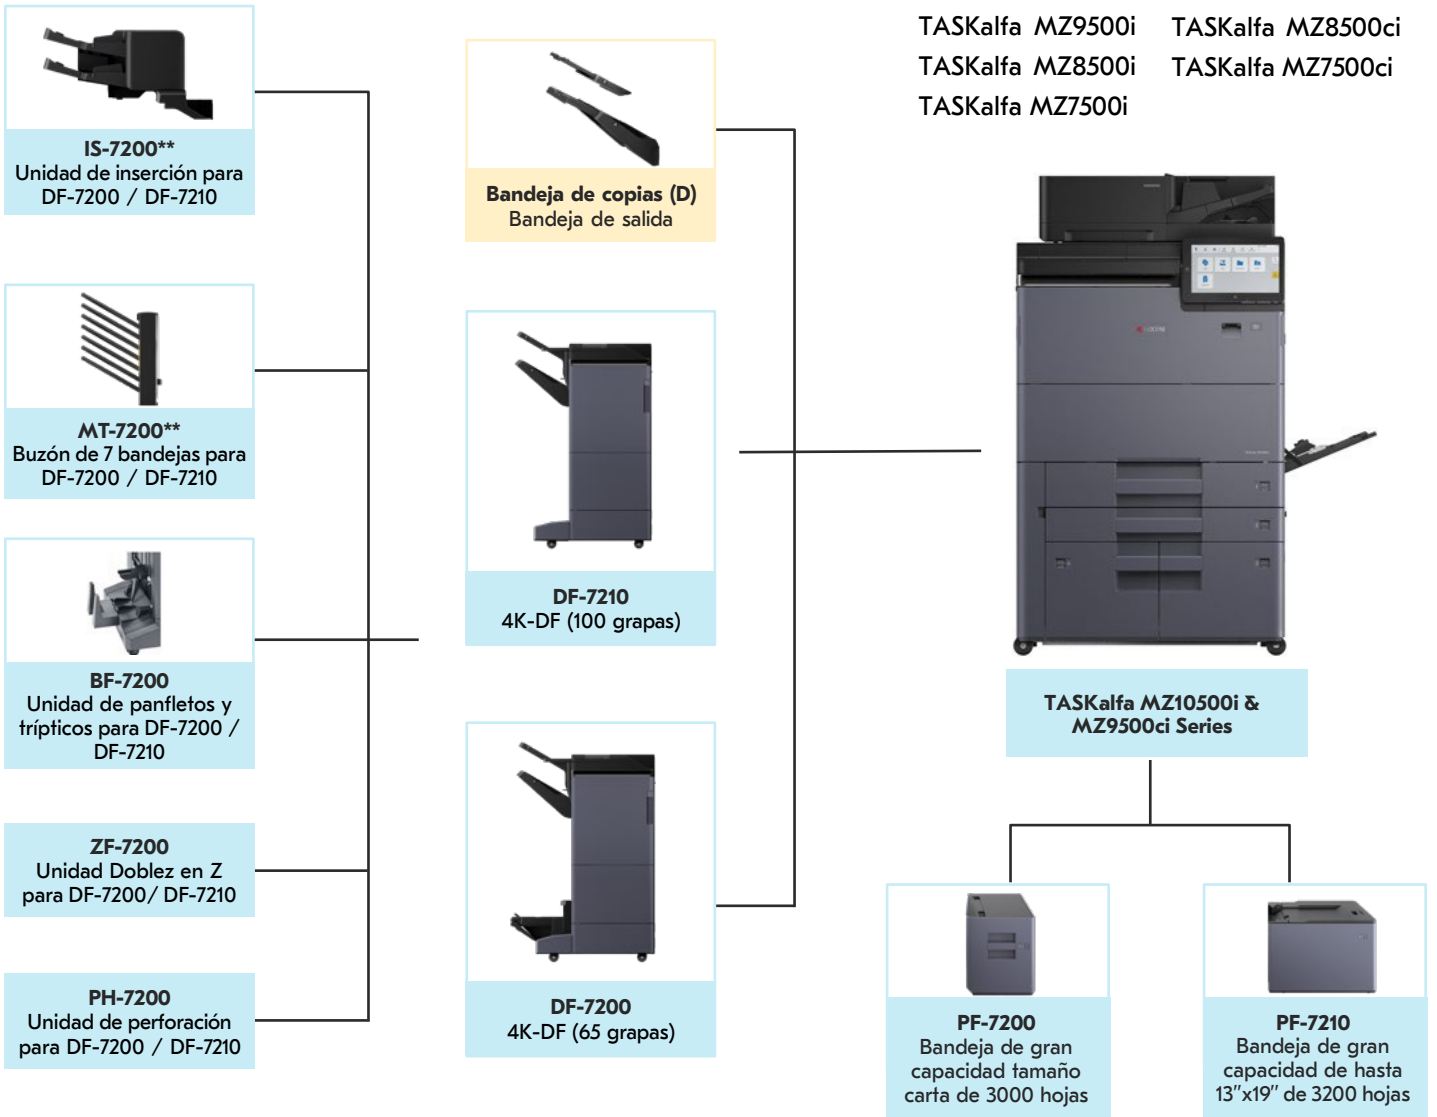 TASKalfa MZ9500i
TASKalfa MZ8500ci
TASKalfa MZ8500i
TASKalfa MZ7500ci
TASKalfa MZ7500i
IS-7200**
Unidad de inserción para
DF-7200 / DF-7210
MT-7200**
Buzón de 7 bandejas para
DF-7200 / DF-7210
BF-7200
Unidad de panfletos y
trípticos para DF-7200 /
DF-7210
ZF-7200
Unidad Doblez en Z
para DF-7200/ DF-7210
PH-7200
Unidad de perforación
para DF-7200 / DF-7210
Bandeja de copias (D)
Bandeja de salida
DF-7210
4K-DF (100 grapas)
DF-7200
4K-DF (65 grapas)
TASKalfa MZ10500i &
MZ9500ci Series
PF-7200
Bandeja de gran
capacidad tamaño
carta de 3000 hojas
PF-7210
Bandeja de gran
capacidad de hasta
13”x19” de 3200 hojas